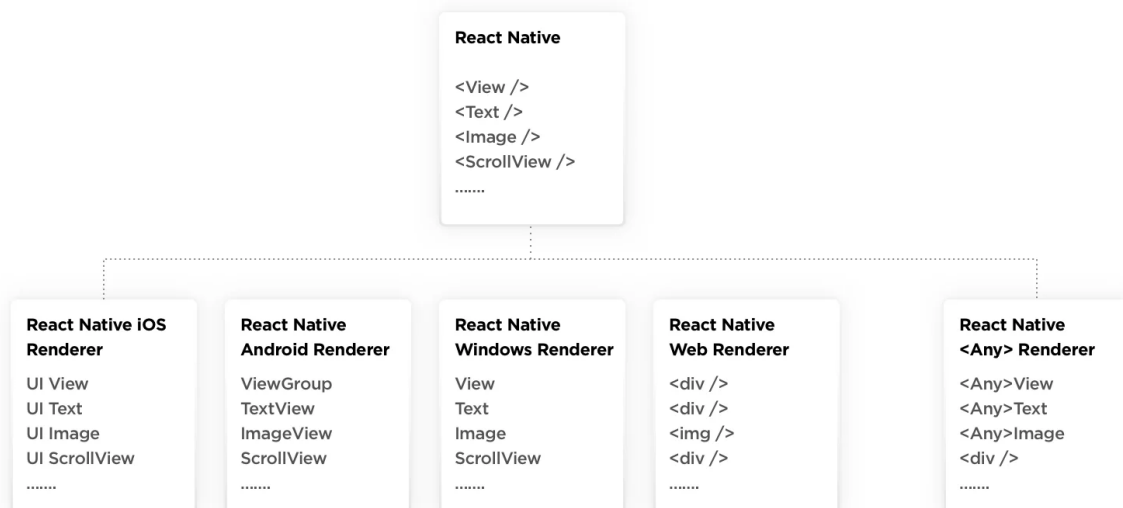 React Native
<View />
<Text />
<Image />
<ScrollView />
.......
React Native iOS
Renderer
UI View
UI Text
UI Image
UI ScrollView
.......
React Native
Android Renderer
ViewGroup
TextView
ImageView
ScrollView
.......
React Native
Windows Renderer
View
Text
Image
ScrollView
.......
React Native
Web Renderer
<div />
<div />
<img />
<div />
.......
React Native
<Any> Renderer
<Any>View
<Any>Text
<Any>Image
<div />
.......